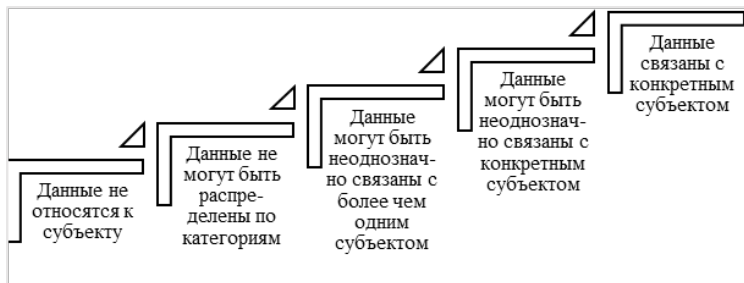 Данные не
относятся к
субъекту
Данные не
могут быть
распре-
делены по
категориям
Данные
могут быть
неоднознач-
но связаны с
более чем
одним
субъектом
Данные
могут быть
неоднознач-
но связаны с
конкретным
субъектом
Данные
связаны с
конкретным
субъектом